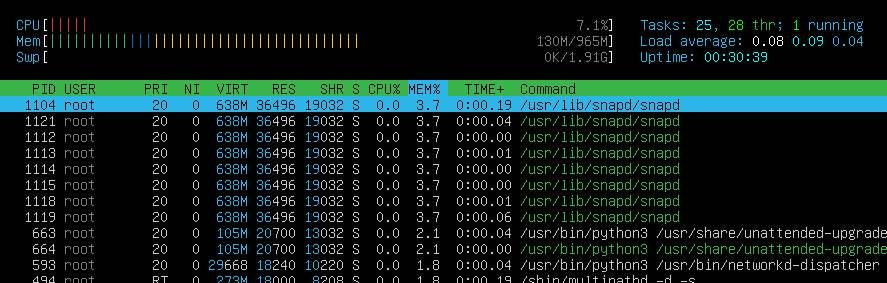 CPU[||||| 7.1%] Tasks: 25, 28 thr; 1 running
Mem[||||||||||||||||||||||||||||||||||||||| 130M/965M] Load average: 0.08 0.09 0.04
Swp[ 0K/1.91G] Uptime: 00:30:39
PID USER PRI NI VIRT RES SHR S CPU% MEM% TIME+ Command
1104 root 20 0 638M 36496 19032 S 0.0 3.7 0:00.19 /usr/lib/snapd/snapd
1121 root 20 0 638M 36496 19032 S 0.0 3.7 0:00.04 /usr/lib/snapd/snapd
1112 root 20 0 638M 36496 19032 S 0.0 3.7 0:00.00 /usr/lib/snapd/snapd
1113 root 20 0 638M 36496 19032 S 0.0 3.7 0:00.01 /usr/lib/snapd/snapd
1114 root 20 0 638M 36496 19032 S 0.0 3.7 0:00.00 /usr/lib/snapd/snapd
1115 root 20 0 638M 36496 19032 S 0.0 3.7 0:00.00 /usr/lib/snapd/snapd
1118 root 20 0 638M 36496 19032 S 0.0 3.7 0:00.01 /usr/lib/snapd/snapd
1119 root 20 0 638M 36496 19032 S 0.0 3.7 0:00.06 /usr/lib/snapd/snapd
663 root 20 0 105M 20700 13032 S 0.0 2.1 0:00.04 /usr/bin/python3 /usr/share/unattended-upgrade
664 root 20 0 105M 20700 13032 S 0.0 2.1 0:00.00 /usr/bin/python3 /usr/share/unattended-upgrade
593 root 20 0 29668 18240 10220 S 0.0 1.8 0:00.04 /usr/bin/python3 /usr/bin/networkd-dispatcher
494 root RT 0 273M 18000 8208 S 0.0 1.8 0:00.19 /sbin/multipathd -d -s